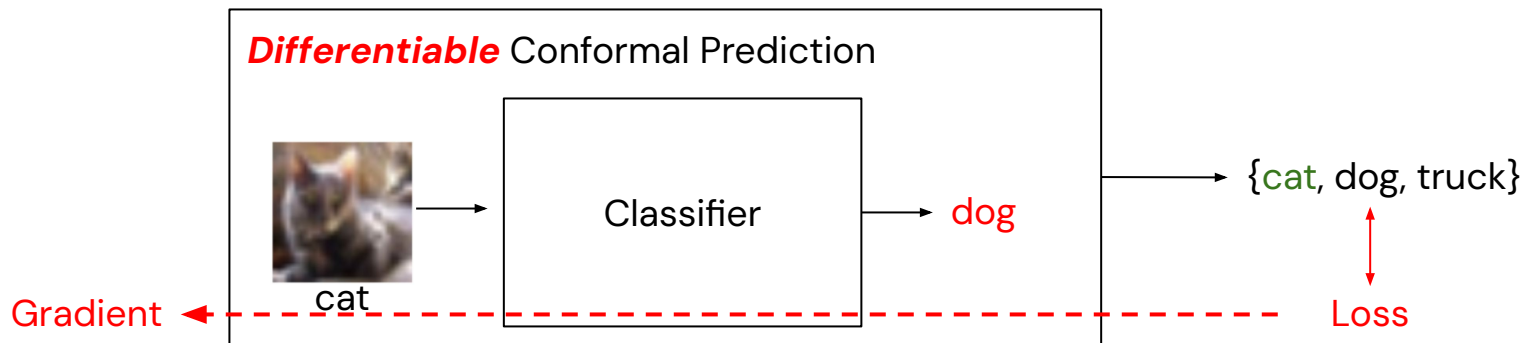 Differentiable Conformal Prediction
Classifier
dog
{cat, dog, truck}
cat
Gradient
Loss